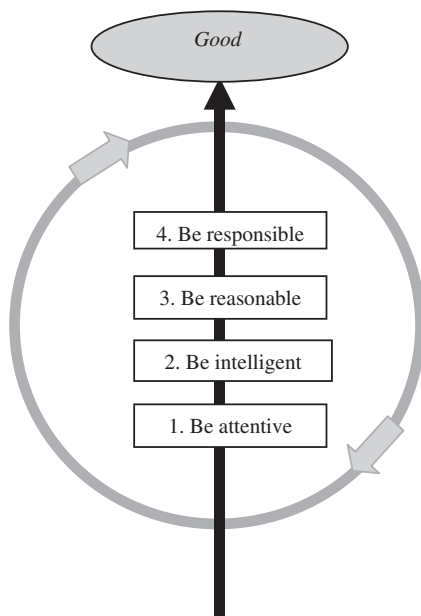 Good
4. Be responsible
3. Be reasonable
2. Be intelligent
1. Be attentive